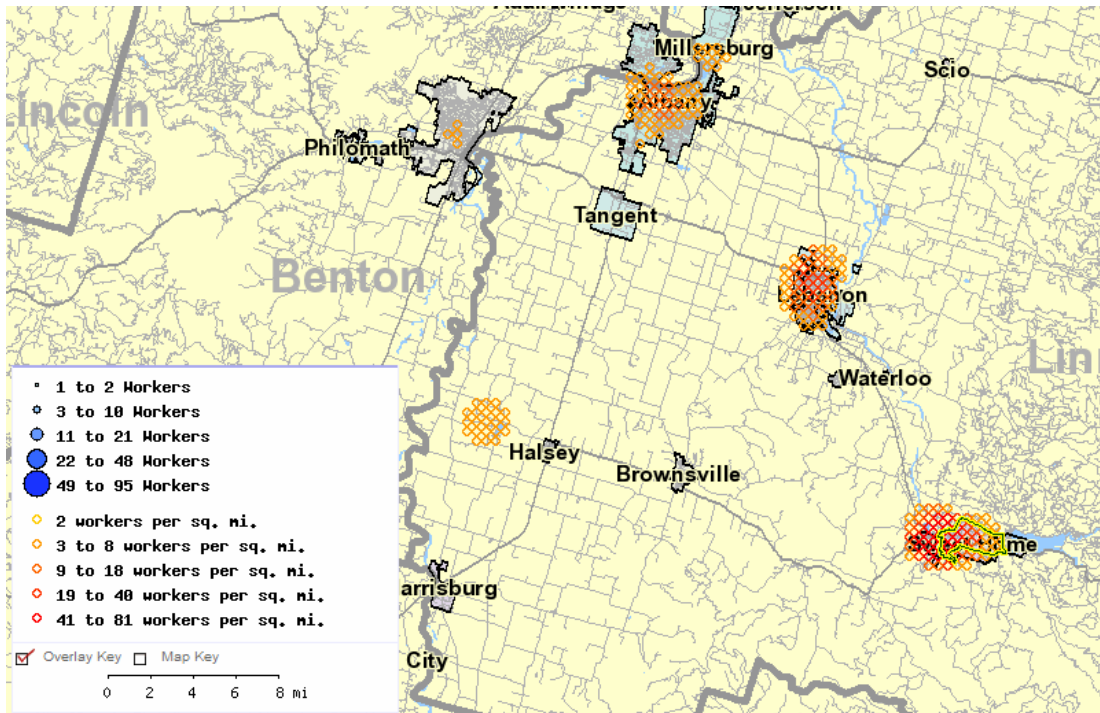 Jefferson
Millersburg
Scio
Lincoln
Albany
Philomath
Tangent
Benton
Lebanon
Linn
Waterloo
1 to 2 Workers
3 to 10 Workers
11 to 21 Workers
22 to 48 Workers
49 to 95 Workers
2 workers per sq. mi.
3 to 8 workers per sq. mi.
9 to 18 workers per sq. mi.
19 to 40 workers per sq. mi.
41 to 81 workers per sq. mi.
Halsey
Brownsville
Sweet Home
arrisburg
Overlay Key Map Key
City
0 2 4 6 8 mi